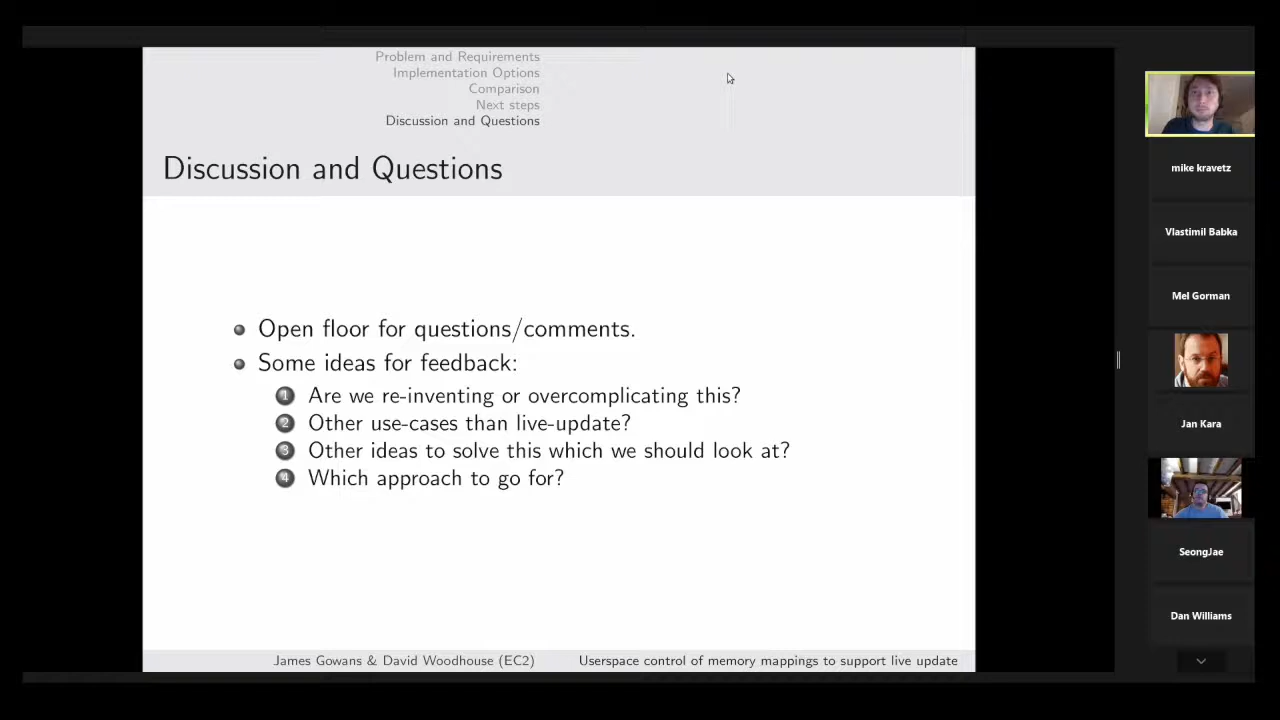 Problem and Requirements
Implementation Options
Comparison
Next steps
Discussion and Questions
Discussion and Questions
Open floor for questions/comments.
Some ideas for feedback:
1 Are we re-inventing or overcomplicating this?
2 Other use-cases than live-update?
3 Other ideas to solve this which we should look at?
4 Which approach to go for?
James Gowans & David Woodhouse (EC2) Userspace control of memory mappings to support live update
mike kravetz
Vlastimil Babka
Mel Gorman
Jan Kara
SeongJae
Dan Williams